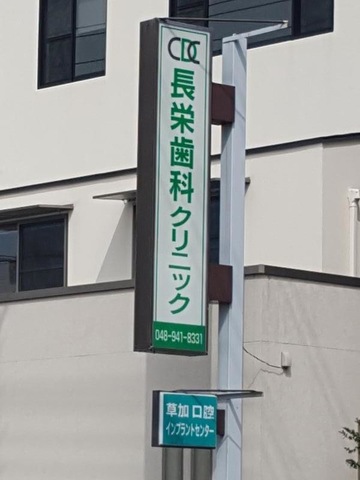 CDC
長栄歯科クリニック
048-941-8331
草加口腔
インプラントセンター